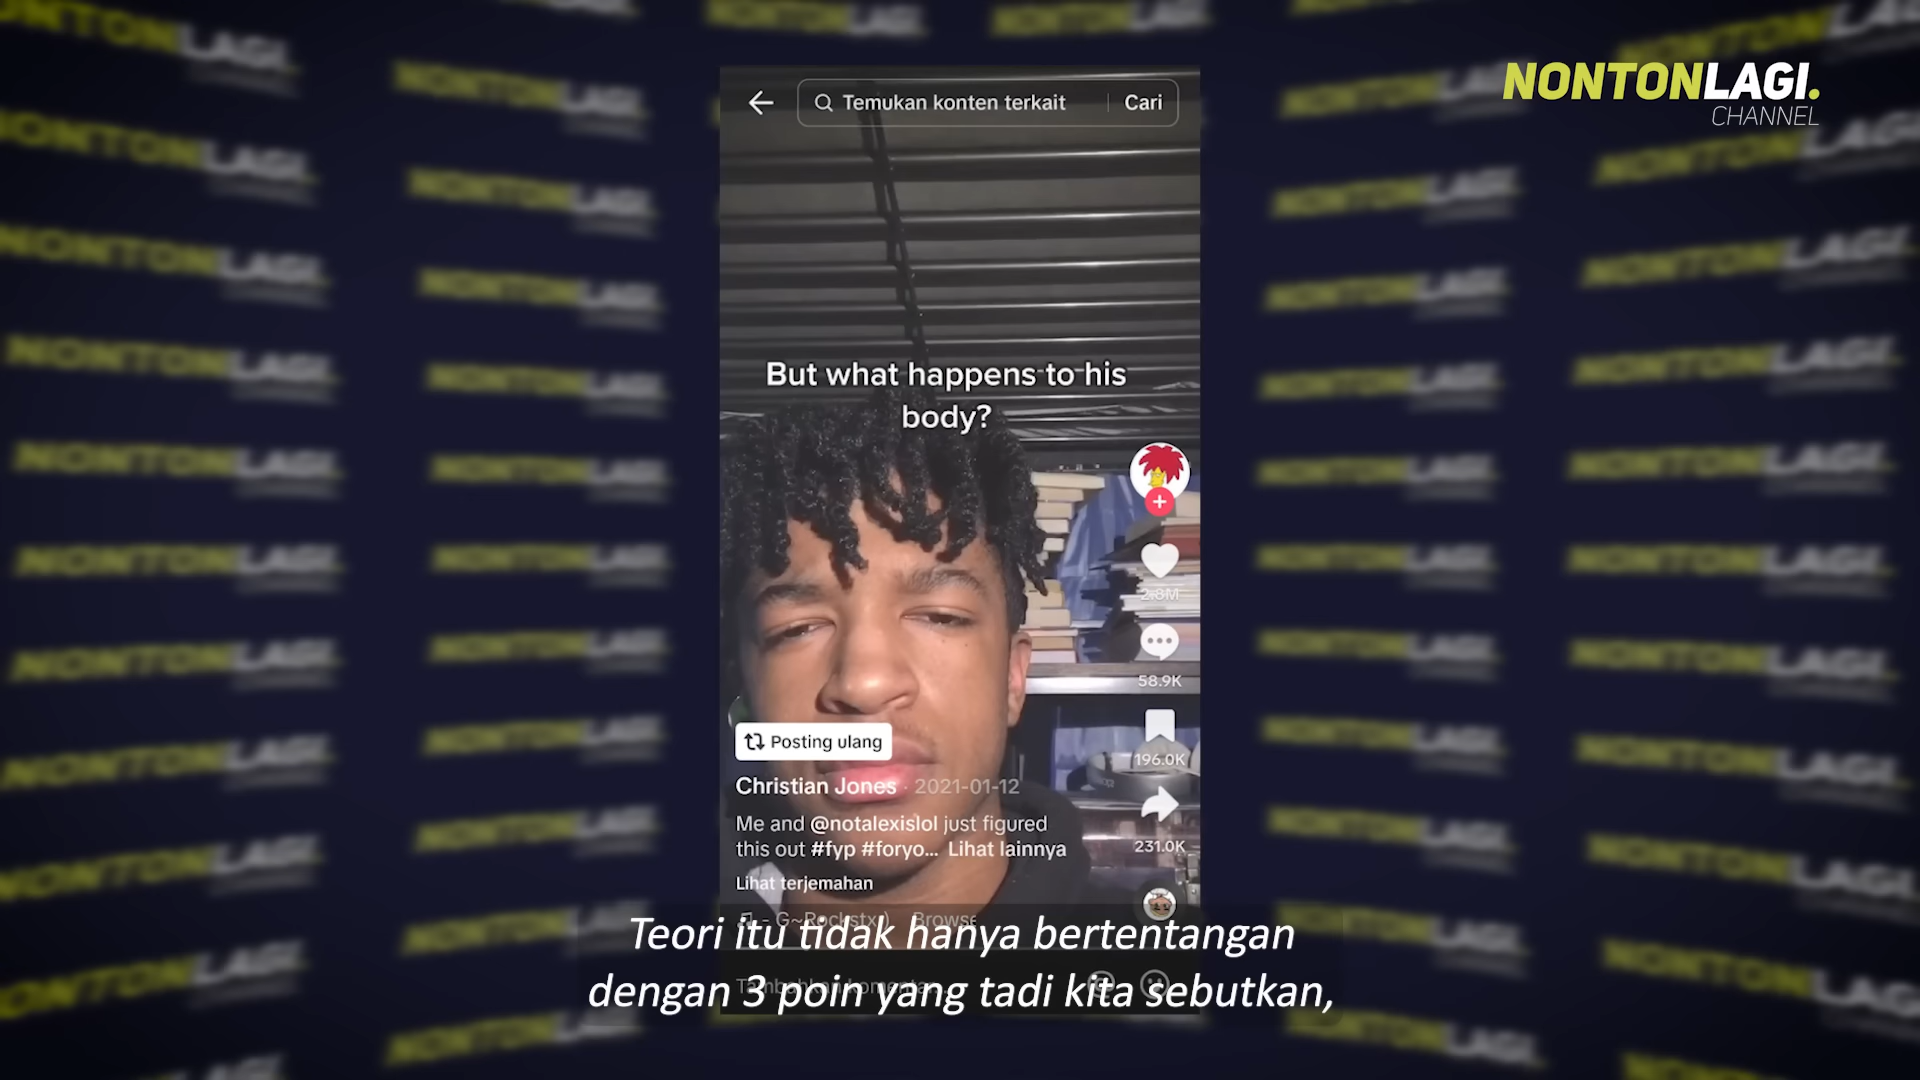 NONTONLAGI.
CHANNEL
Temukan konten terkait
Cari
But what happens to his
body?
2.8M
58.9K
196.0K
231.0K
Posting ulang
Christian Jones · 2021-01-12
Me and @notalexislol just figured
this out #fyp #foryo... Lihat lainnya
Lihat terjemahan
Teori itu tidak hanya bertentangan
dengan 3 poin yang tadi kita sebutkan,